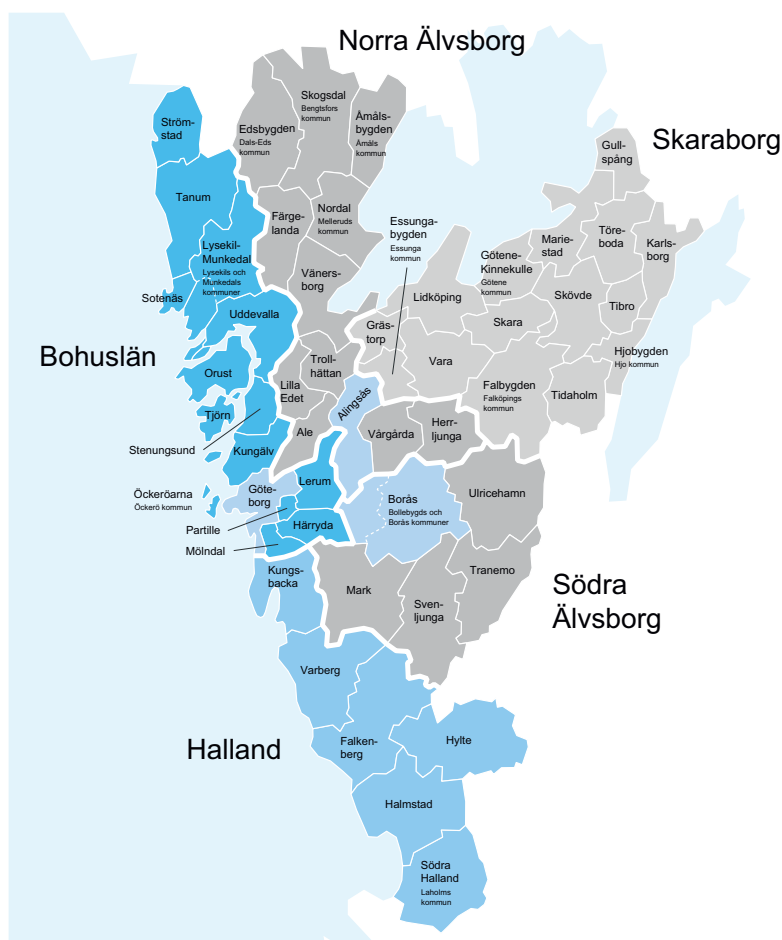 Norra Älvsborg
Skaraborg
Bohuslän
Södra
Älvsborg
Halland
Ström-
stad
Tanum
Lysekil-
Munkedal
Lysekils och
Munkedals
kommuner
Sotenäs
Uddevalla
Orust
Tjörn
Stenungsund
Kungälv
Öckeröarna
Öckerö kommun
Göte-
borg
Partille
Mölndal
Lerum
Härryda
Edsbygden
Dals-Eds
kommun
Skogsdal
Bengtsfors
kommun
Åmåls-
bygden
Åmåls
kommun
Färge-
landa
Nordal
Melleruds
kommun
Väners-
borg
Troll-
hättan
Lilla
Edet
Ale
Alingsås
Essunga-
bygden
Essunga
kommun
Gräs-
torp
Lidköping
Vara
Götene-
Kinnekulle
Götene
kommun
Skara
Falbygden
Falköpings
kommun
Marie-
stad
Gull-
spång
Töre-
boda
Karls-
borg
Skövde
Tibro
Hjobygden
Hjo kommun
Tidaholm
Vårgårda
Herr-
ljunga
Borås
Bollebygds och
Borås kommuner
Ulricehamn
Mark
Sven-
ljunga
Tranemo
Kungs-
backa
Varberg
Falken-
berg
Hylte
Halmstad
Södra
Halland
Laholms
kommun